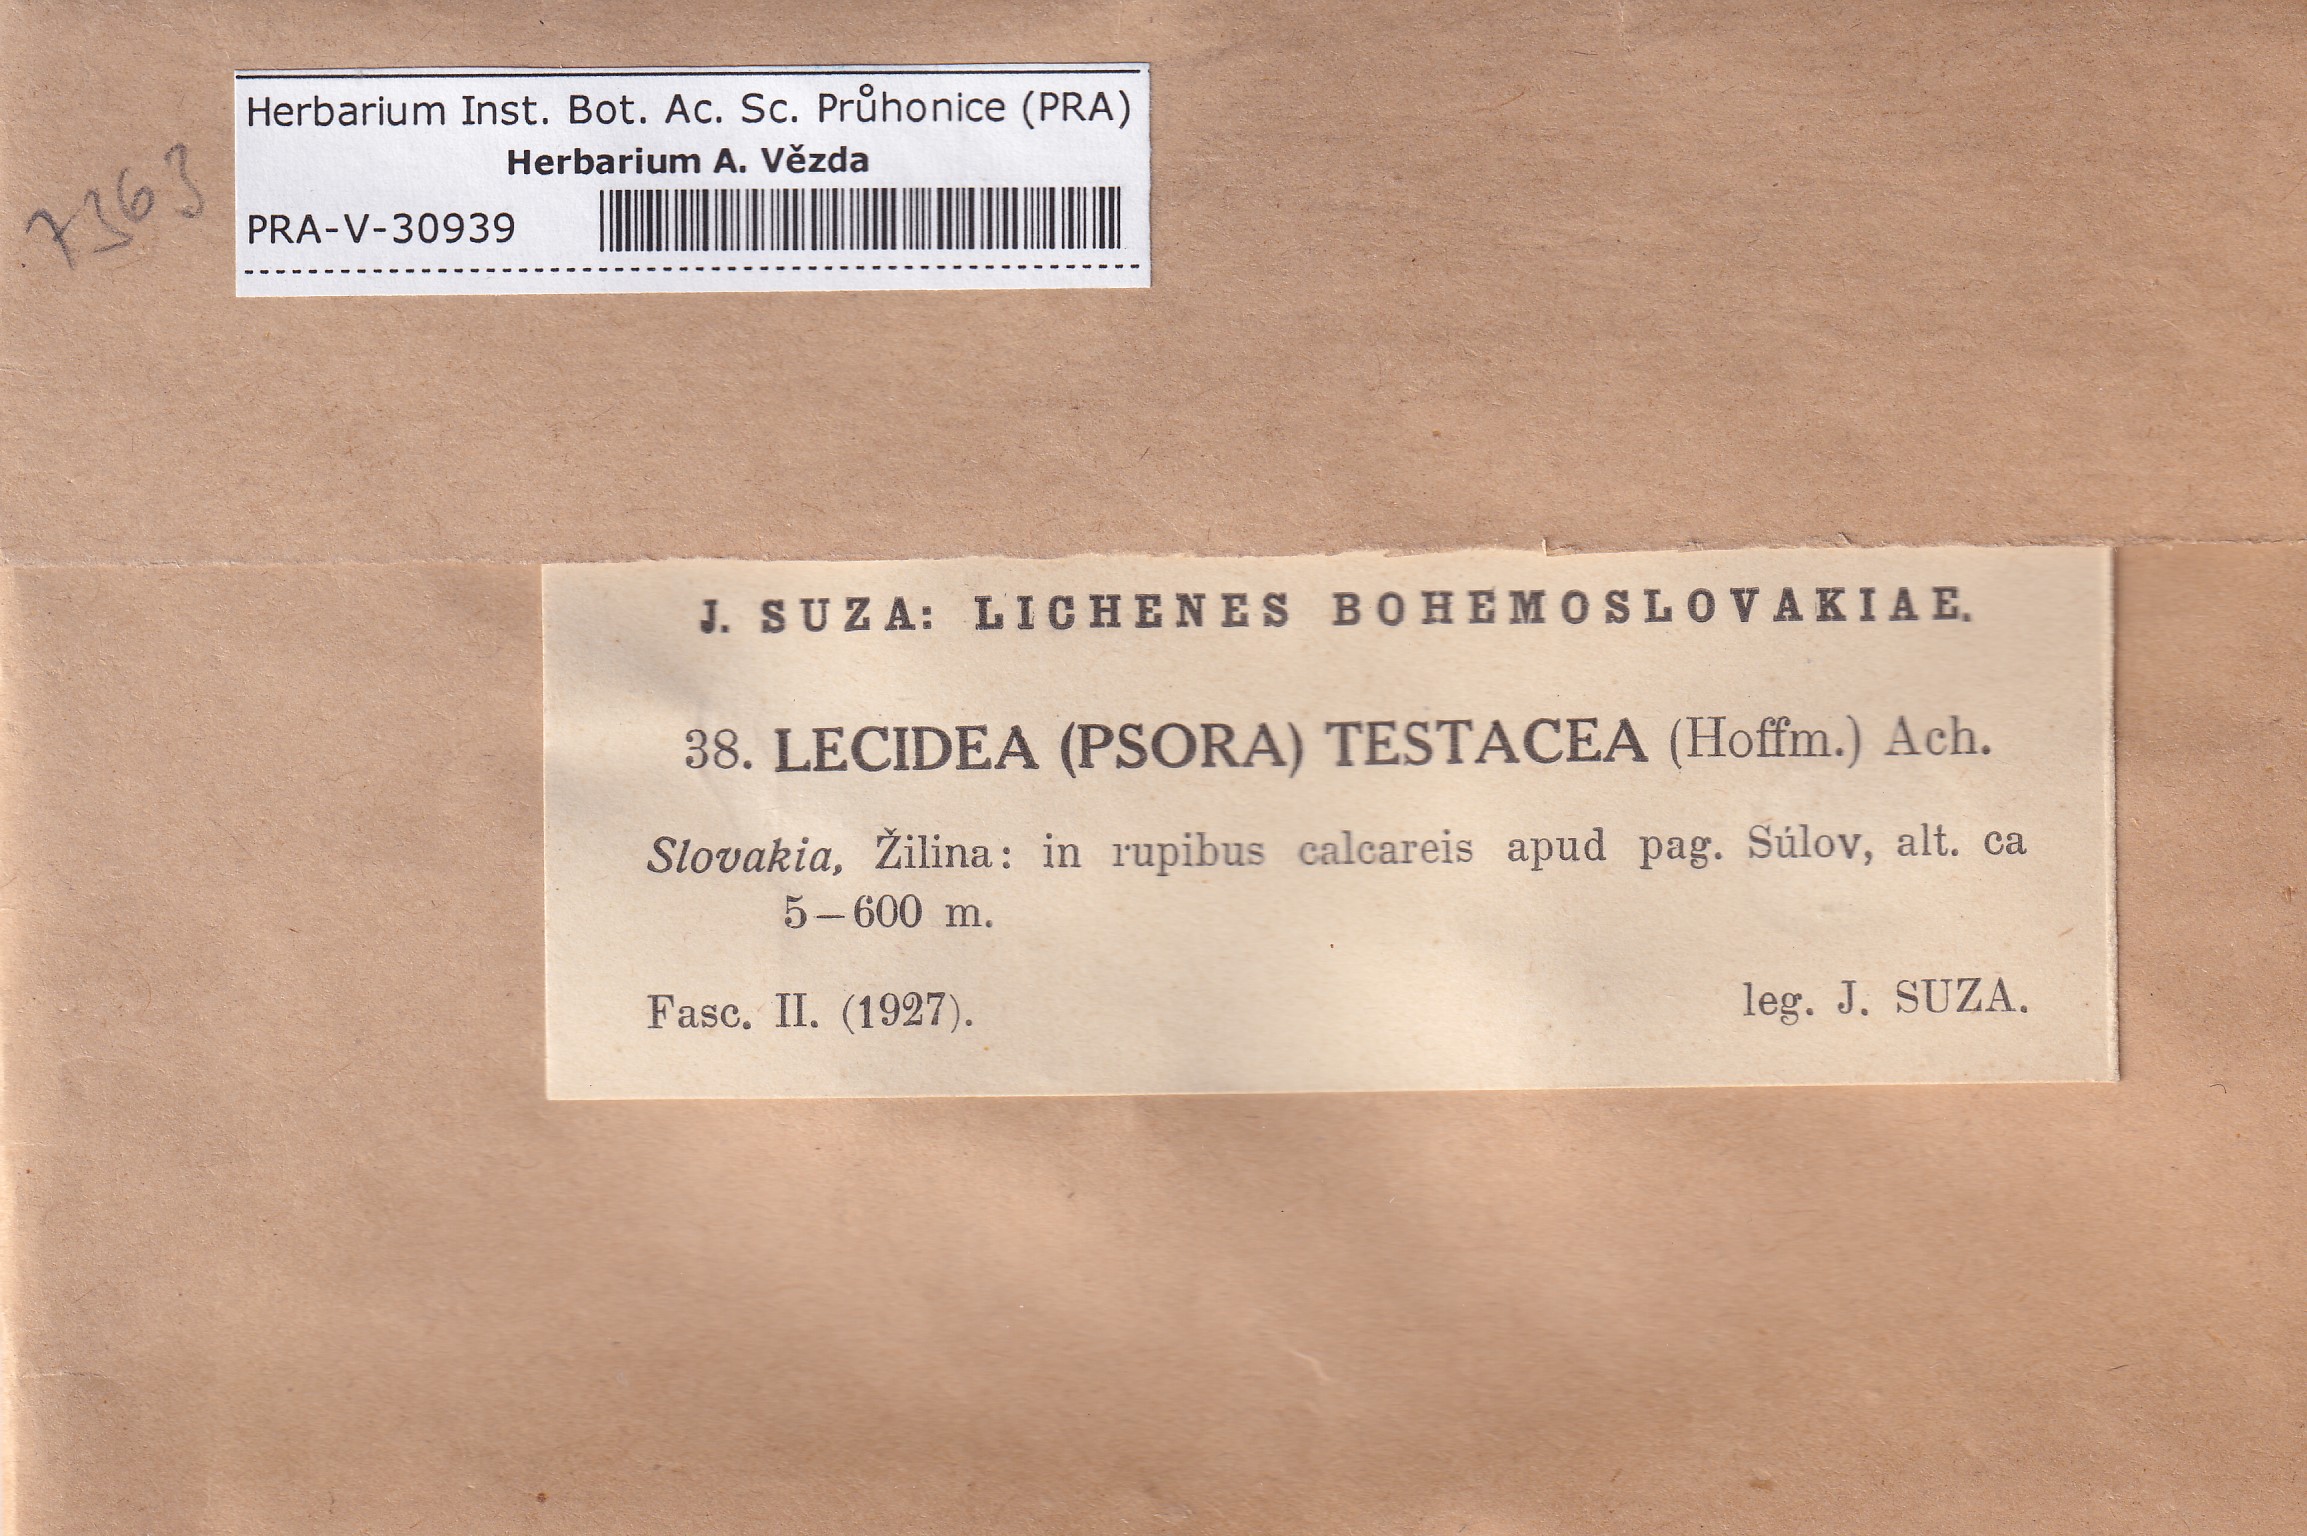 Herbarium Inst. Bot. Ac. Sc. Průhonice (PRA)
Herbarium A. Vězda
PRA-V-30939
7363
J. SUZA: LICHENES BOHEMOSLOVAKIAE.
38. LECIDEA (PSORA) TESTACEA (Hoffm.) Ach.
Slovakia, Žilina: in rupibus calcareis apud pag. Súlov, alt. ca
5–600 m.
Fasc. II. (1927). leg. J. SUZA.